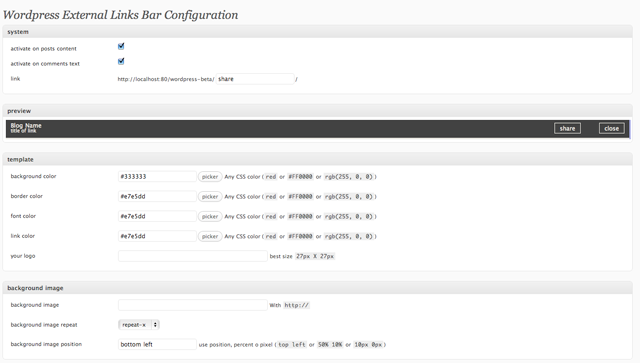 Wordpress External Links Bar Configuration
system
activate on posts content
activate on comments text
link http://localhost:80/wordpress-beta/ share /
preview
Blog Name
title of link
share close
template
background color #333333 picker Any CSS color ( red or #FF0000 or rgb(255, 0, 0) )
border color #e7e5dd picker Any CSS color ( red or #FF0000 or rgb(255, 0, 0) )
font color #e7e5dd picker Any CSS color ( red or #FF0000 or rgb(255, 0, 0) )
link color #e7e5dd picker Any CSS color ( red or #FF0000 or rgb(255, 0, 0) )
your logo best size 27px X 27px
background image
background image With http://
background image repeat repeat-x
background image position bottom left use position, percent o pixel ( top left or 50% 10% or 10px 0px )